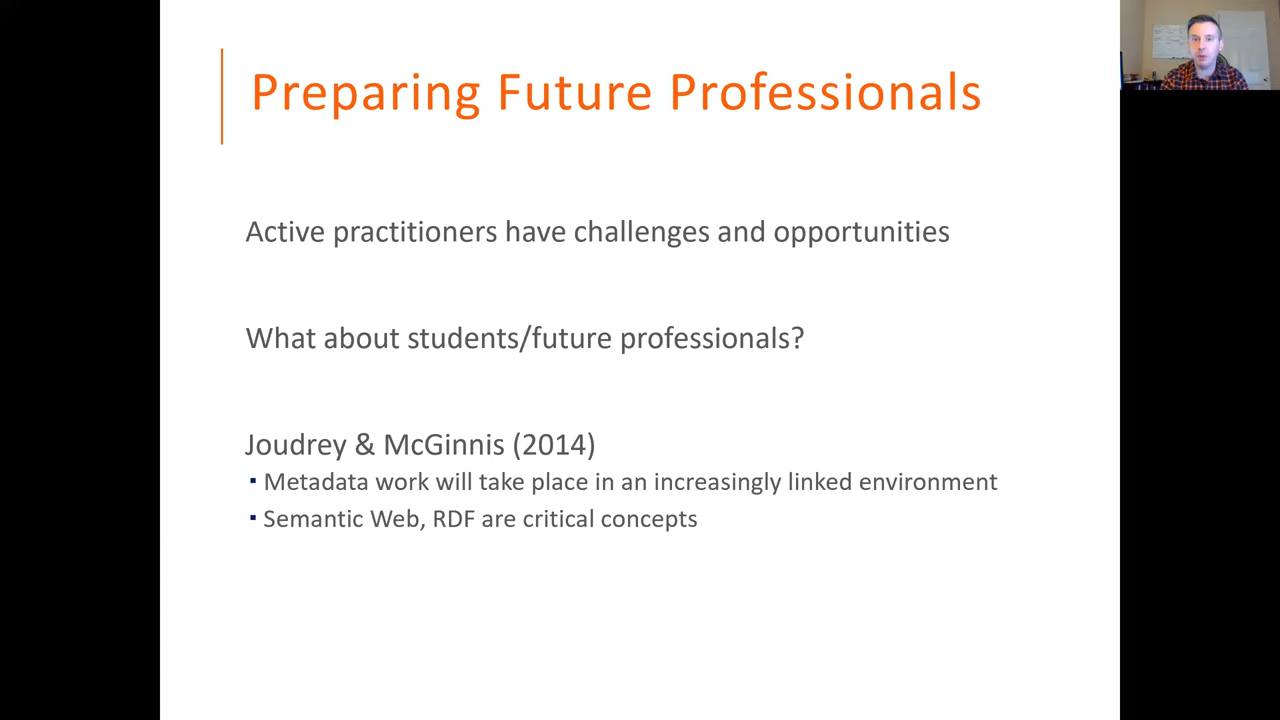 Preparing Future Professionals
Active practitioners have challenges and opportunities
What about students/future professionals?
Joudrey & McGinnis (2014)
▪ Metadata work will take place in an increasingly linked environment
▪ Semantic Web, RDF are critical concepts